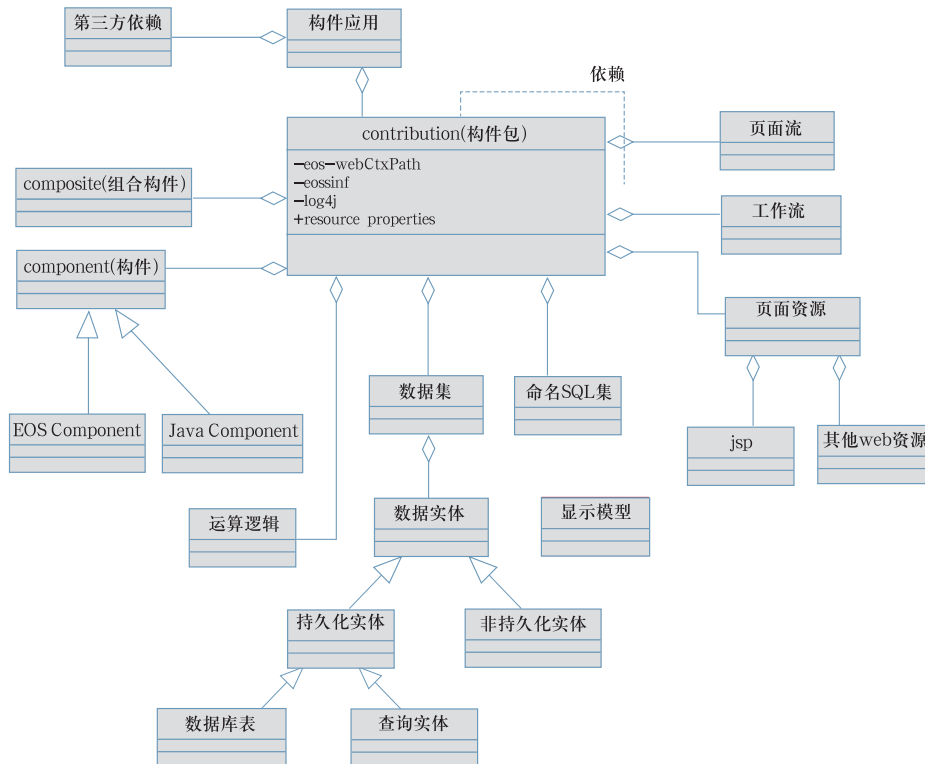 第三方依赖
构件应用
依赖
contribution(构件包)
−eos−webCtxPath
−eossinf
−log4j
+resource properties
页面流
composite(组合构件)
工作流
component(构件)
页面资源
数据集
命名SQL集
EOS Component
Java Component
jsp
其他web资源
运算逻辑
数据实体
显示模型
持久化实体
非持久化实体
数据库表
查询实体